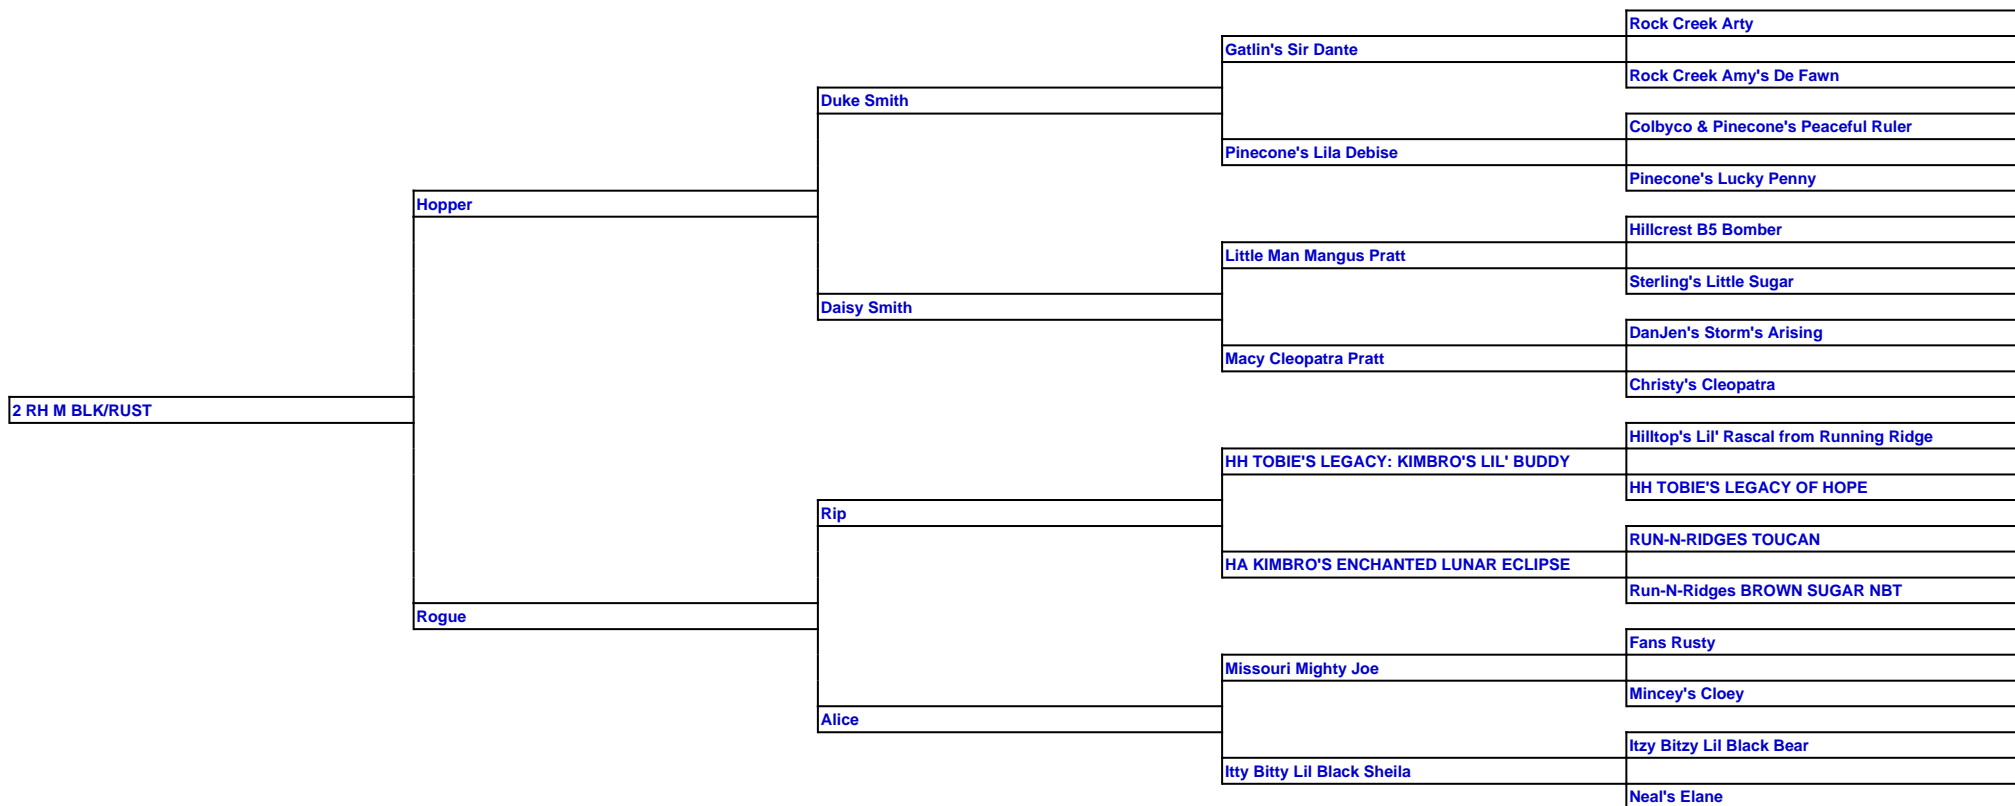 Rock Creek Arty
Gatlin's Sir Dante
Rock Creek Amy's De Fawn
Duke Smith
Colbyco & Pinecone's Peaceful Ruler
Pinecone's Lila Debise
Pinecone's Lucky Penny
Hopper
Hillcrest B5 Bomber
Little Man Mangus Pratt
Sterling's Little Sugar
Daisy Smith
DanJen's Storm's Arising
Macy Cleopatra Pratt
Christy's Cleopatra
2 RH M BLK/RUST
Hilltop's Lil' Rascal from Running Ridge
HH TOBIE'S LEGACY: KIMBRO'S LIL' BUDDY
HH TOBIE'S LEGACY OF HOPE
Rip
RUN-N-RIDGES TOUCAN
HA KIMBRO'S ENCHANTED LUNAR ECLIPSE
Run-N-Ridges BROWN SUGAR NBT
Rogue
Fans Rusty
Missouri Mighty Joe
Mincey's Cloey
Alice
Itzy Bitzy Lil Black Bear
Itty Bitty Lil Black Sheila
Neal's Elane